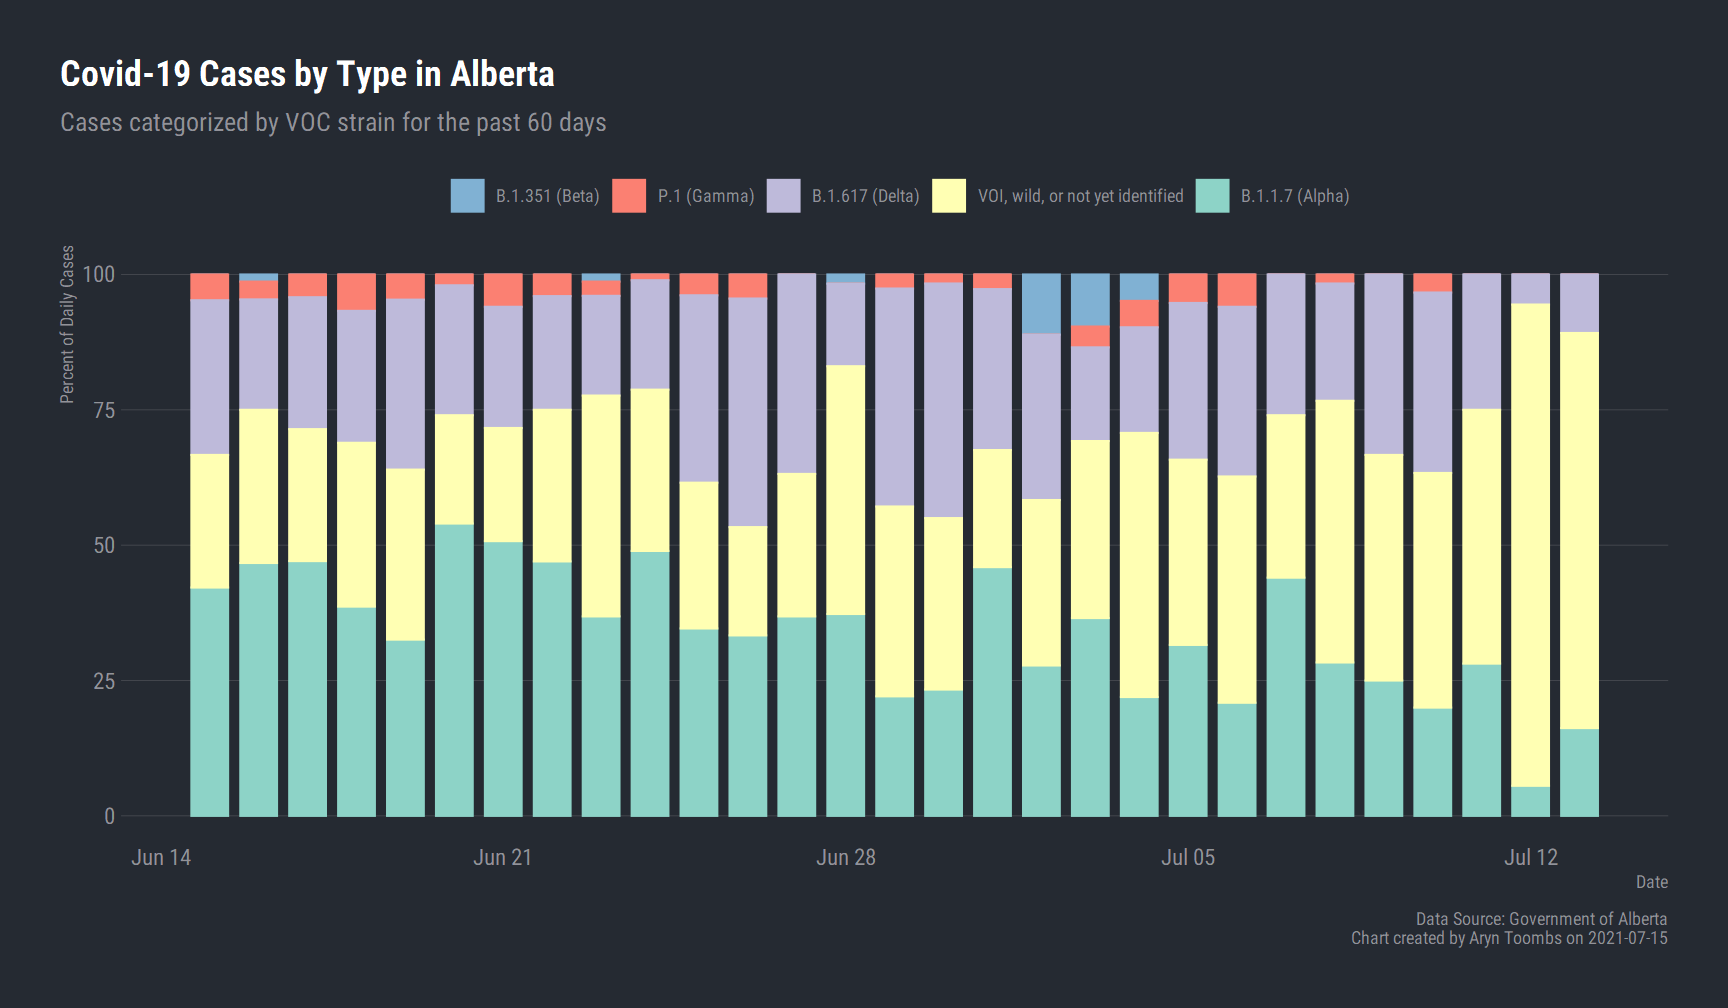 Covid-19 Cases by Type in Alberta
Cases categorized by VOC strain for the past 60 days
B.1.351 (Beta) P.1 (Gamma) B.1.617 (Delta) VOI, wild, or not yet identified B.1.1.7 (Alpha)
Percent of Daily Cases
100
75
50
25
0
Jun 14 Jun 21 Jun 28 Jul 05 Jul 12
Date
Data Source: Government of Alberta
Chart created by Aryn Toombs on 2021-07-15